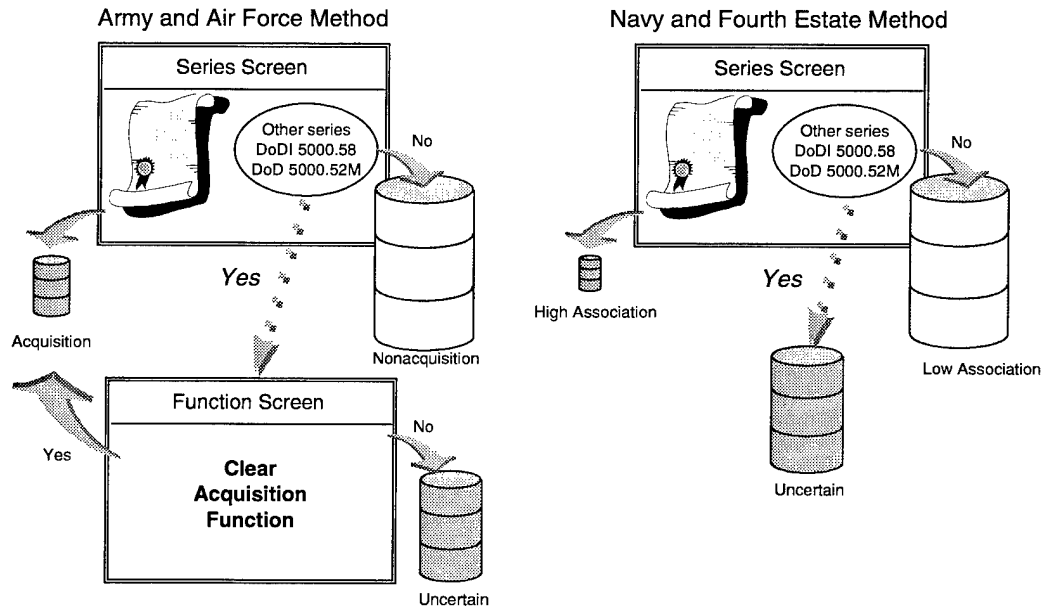 Army and Air Force Method
Series Screen
Other series
DoDI 5000.58
DoD 5000.52M
No
Yes
Acquisition
Nonacquisition
Function Screen
Yes
No
Clear
Acquisition
Function
Uncertain
Navy and Fourth Estate Method
Series Screen
Other series
DoDI 5000.58
DoD 5000.52M
No
Yes
High Association
Low Association
Uncertain